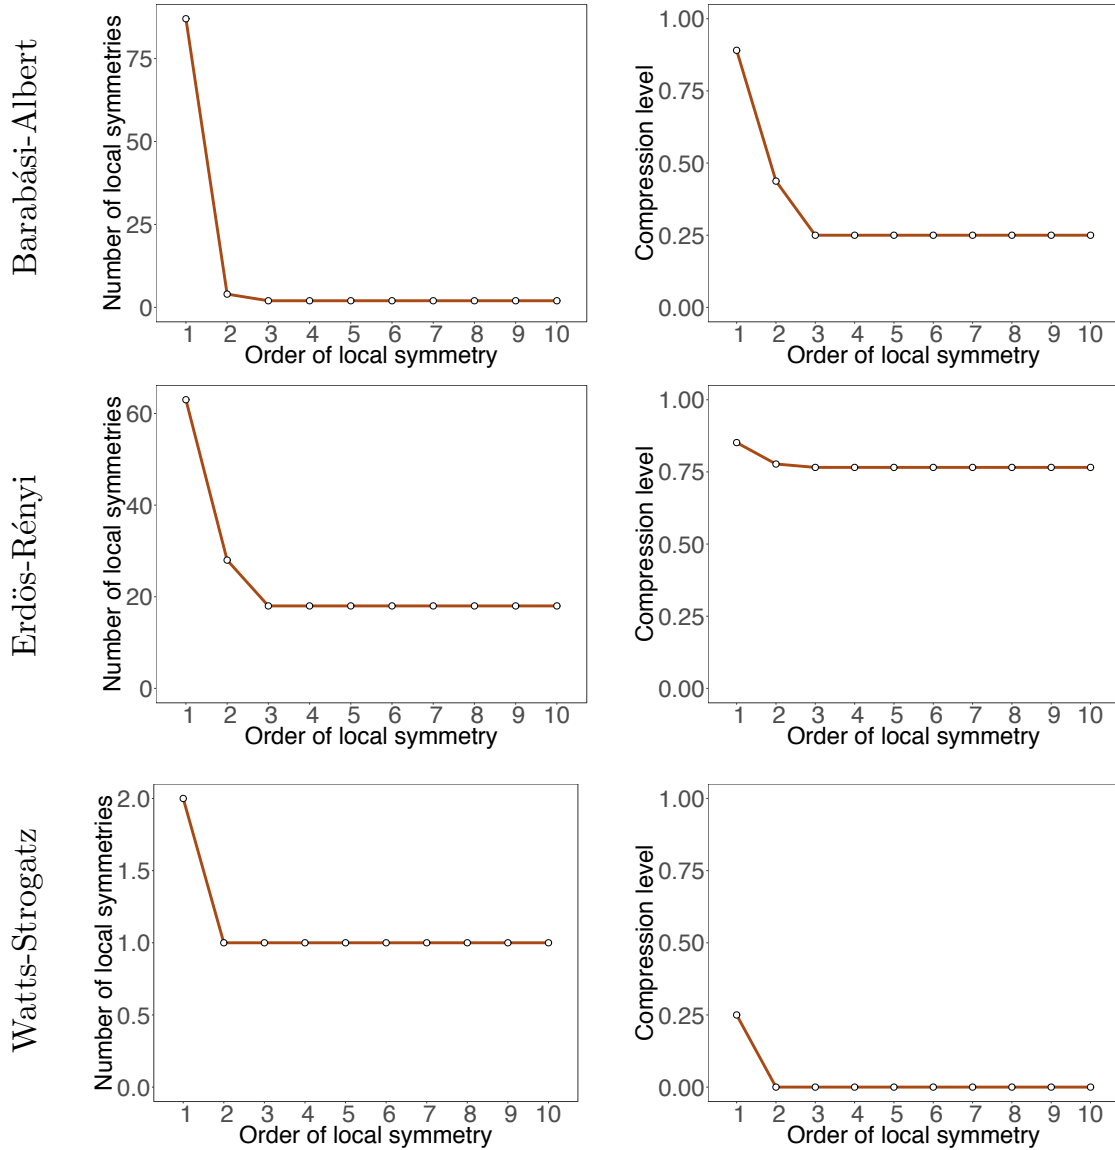 Barabási-Albert
Number of local symmetries
75
50
25
0
1 2 3 4 5 6 7 8 9 10
Order of local symmetry
Compression level
1.00
0.75
0.50
0.25
0.00
1 2 3 4 5 6 7 8 9 10
Order of local symmetry
Erdös-Rényi
Number of local symmetries
60
40
20
0
1 2 3 4 5 6 7 8 9 10
Order of local symmetry
Compression level
1.00
0.75
0.50
0.25
0.00
1 2 3 4 5 6 7 8 9 10
Order of local symmetry
Watts-Strogatz
Number of local symmetries
2.0
1.5
1.0
0.5
0.0
1 2 3 4 5 6 7 8 9 10
Order of local symmetry
Compression level
1.00
0.75
0.50
0.25
0.00
1 2 3 4 5 6 7 8 9 10
Order of local symmetry